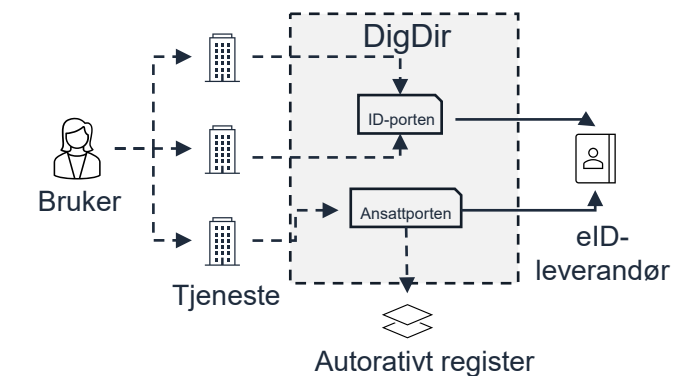 DigDir
ID-porten
Bruker
Ansattporten
eID-
leverandør
Tjeneste
Autorativt register